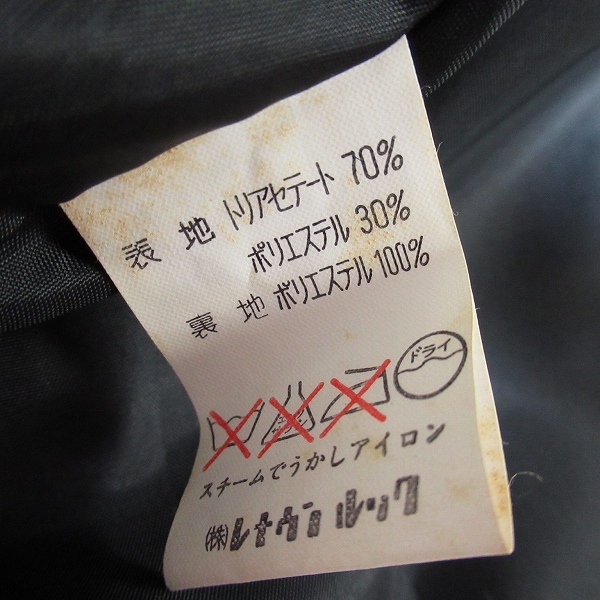 表地 トリアセテート 70%
ポリエステル 30%
裏地 ポリエステル 100%
ドライ
スチームでうかしアイロン
(株)レナウンルック